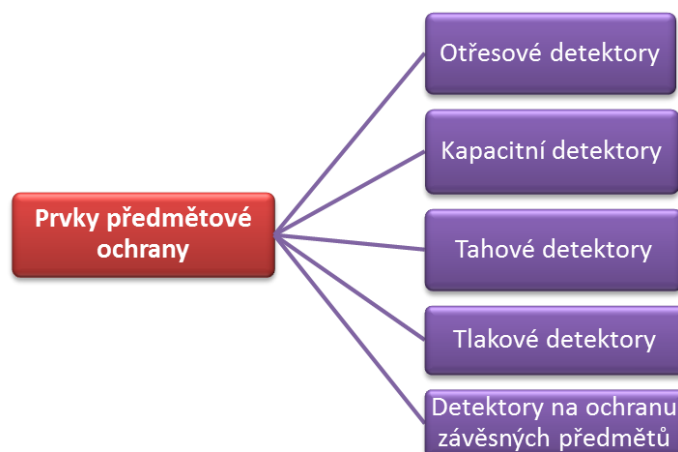 Prvky předmětové
ochrany
Otřesové detektory
Kapacitní detektory
Tahové detektory
Tlakové detektory
Detektory na ochranu
závěsných předmětů